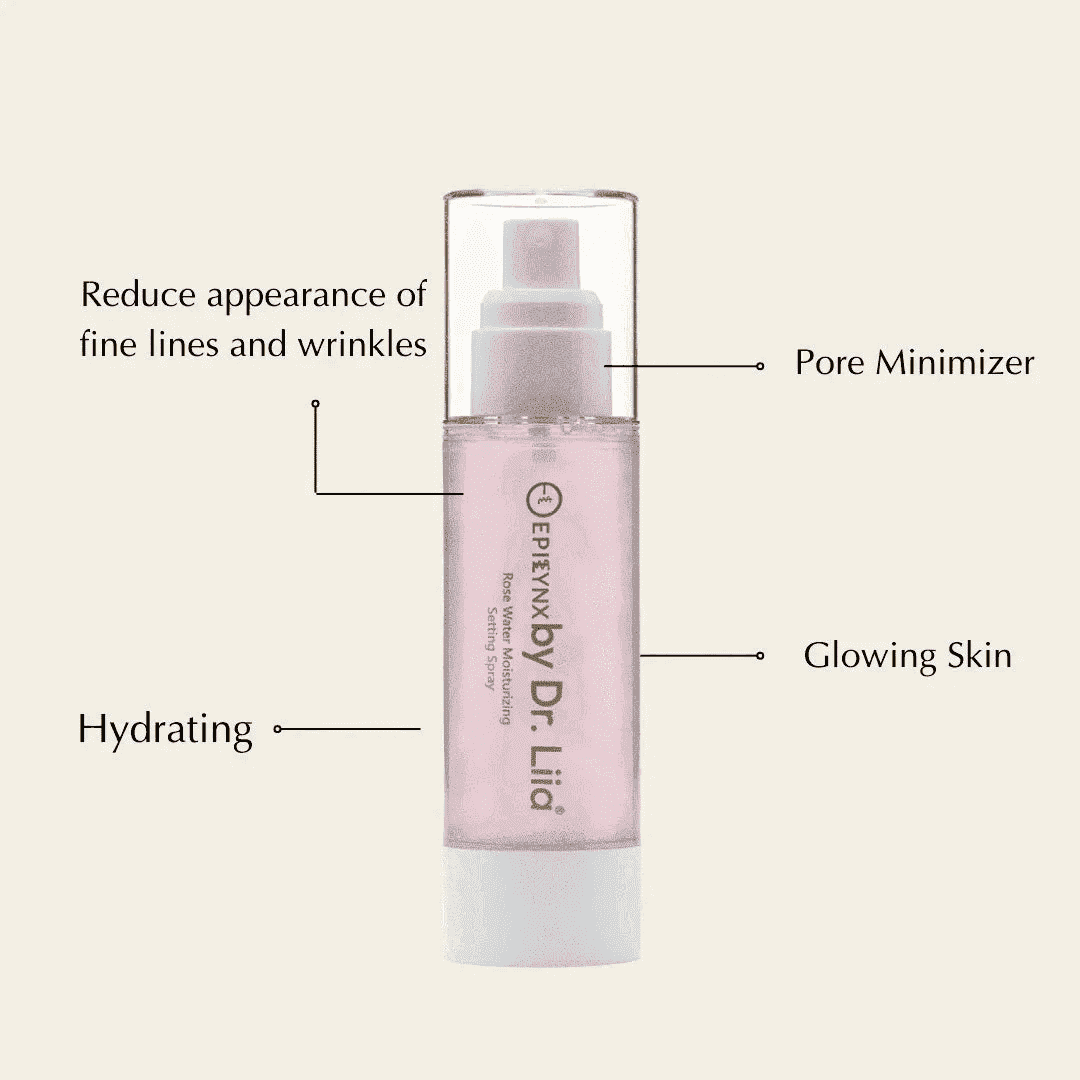 Reduce appearance of
fine lines and wrinkles
Pore Minimizer
EPILYNX by Dr. Liia®
Rose Water Moisturizing
Setting Spray
Glowing Skin
Hydrating